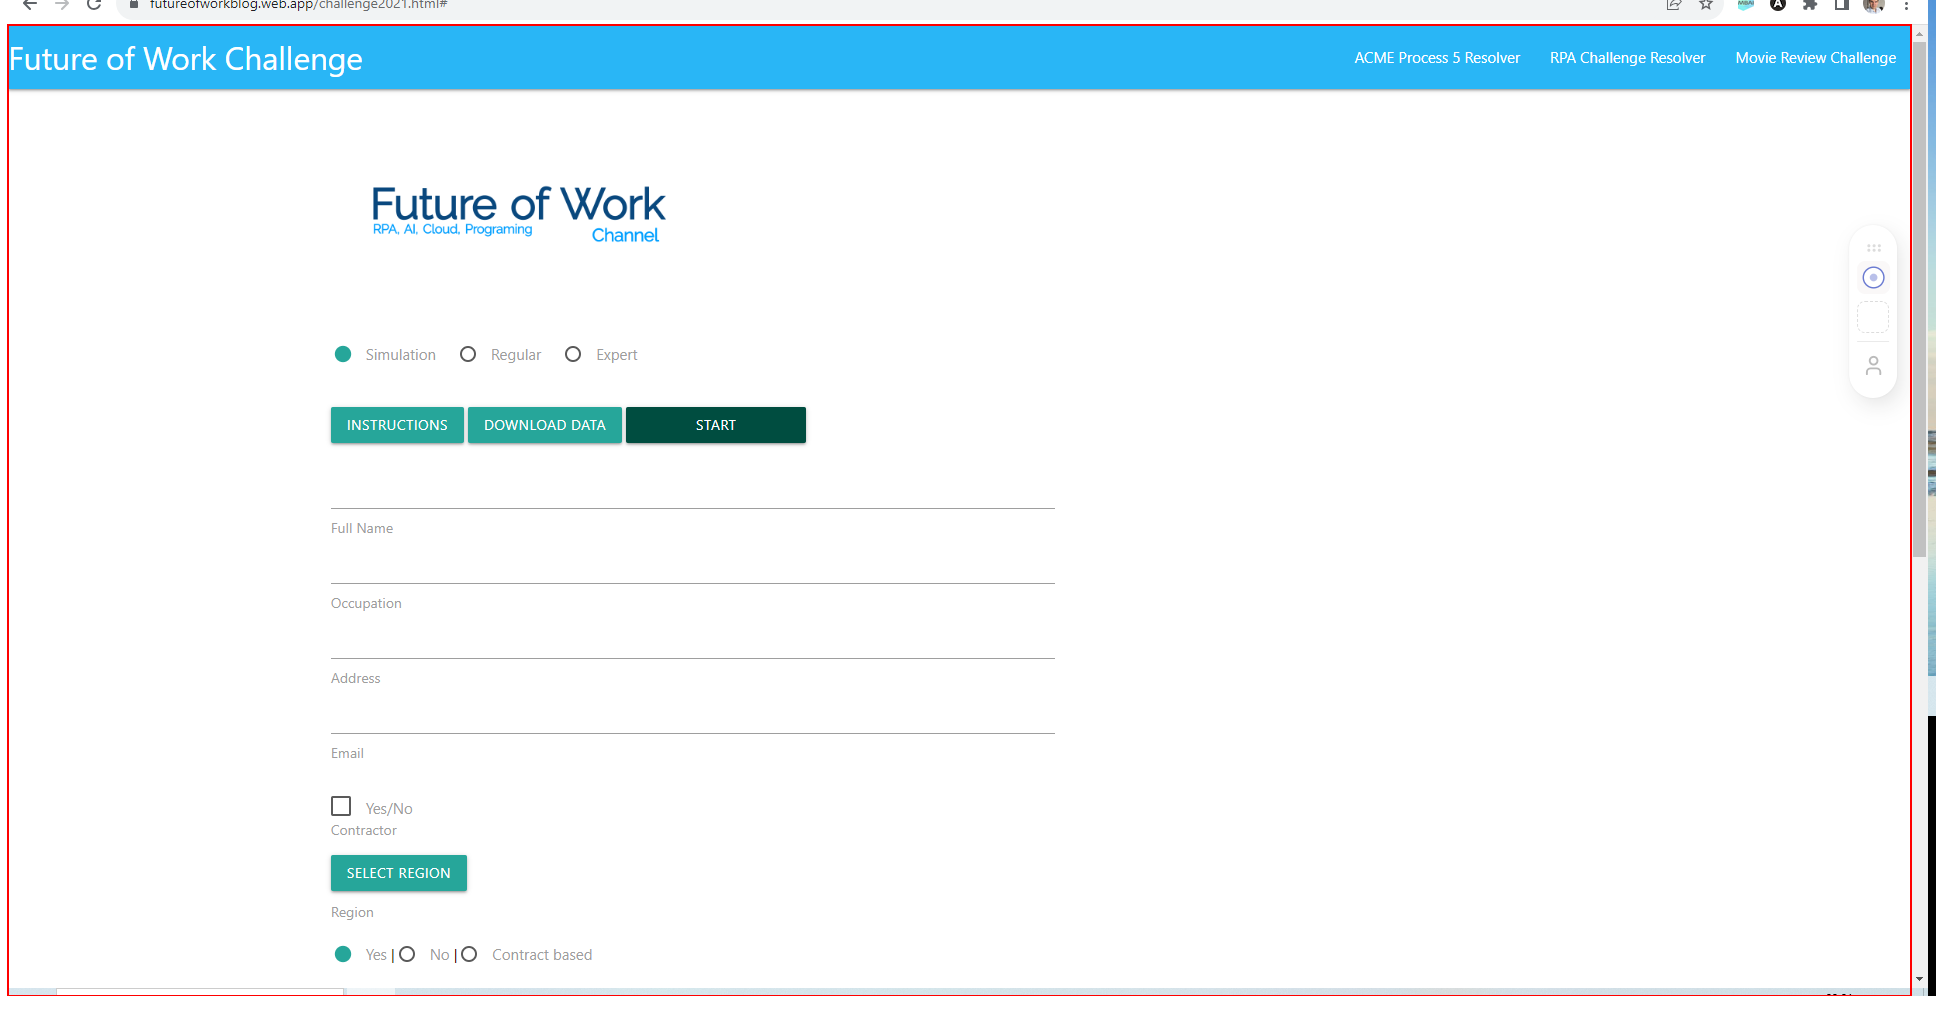 futureofworkblog.web.app/challenge2021.html#
Future of Work Challenge
ACME Process 5 Resolver
RPA Challenge Resolver
Movie Review Challenge
Future of Work
RPA, AI, Cloud, Programing
Channel
Simulation
Regular
Expert
INSTRUCTIONS
DOWNLOAD DATA
START
Full Name
Occupation
Address
Email
Yes/No
Contractor
SELECT REGION
Region
Yes | No | Contract based